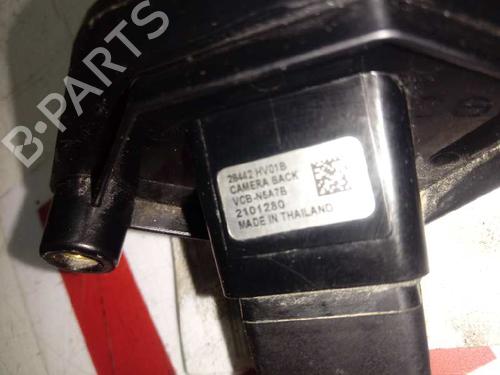 B-PARTS
28442 HV01B
CAMERA BACK
VCB-N5A7B
2101280
MADE IN THAILAND